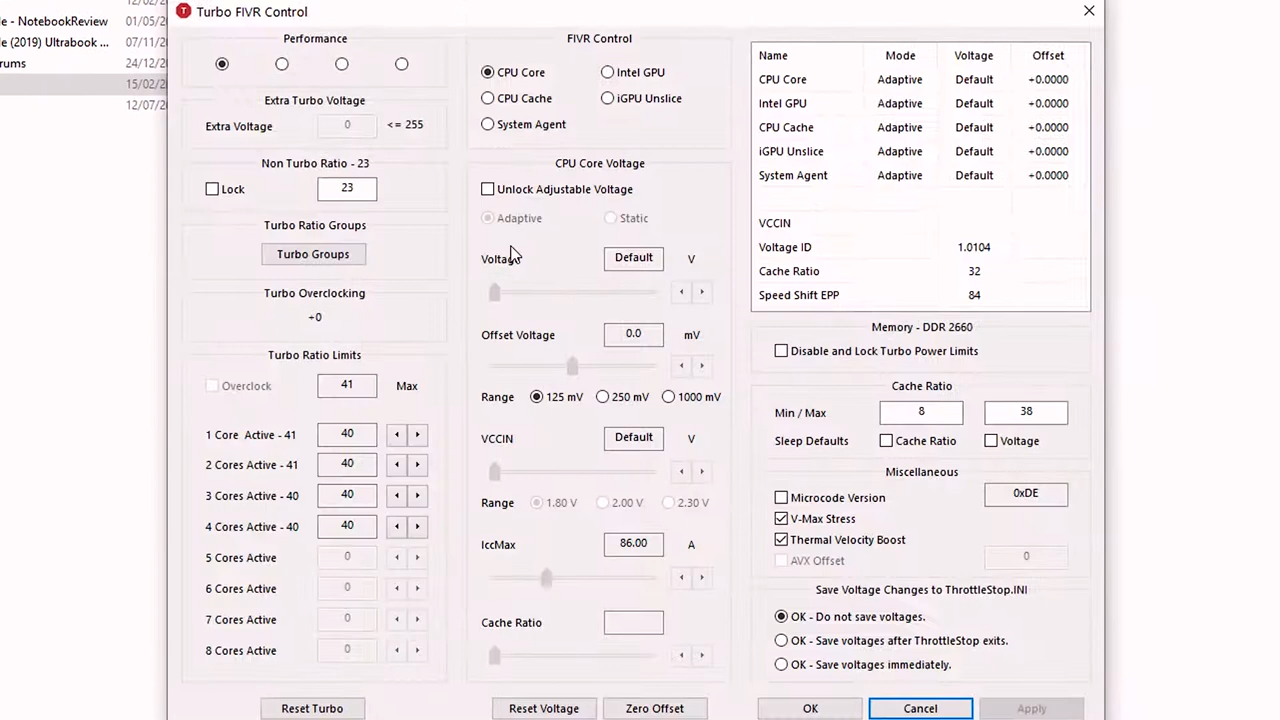 Turbo FIVR Control
le - NotebookReview 01/05
le (2019) Ultrabook ... 07/11/
rums 24/12/
15/02/2
12/07/2
Performance
Extra Turbo Voltage
Extra Voltage 0 <= 255
Non Turbo Ratio - 23
Lock 23
Turbo Ratio Groups
Turbo Groups
Turbo Overclocking
+0
Turbo Ratio Limits
Overclock 41 Max
1 Core Active - 41 40
2 Cores Active - 41 40
3 Cores Active - 40 40
4 Cores Active - 40 40
5 Cores Active 0
6 Cores Active 0
7 Cores Active 0
8 Cores Active 0
Reset Turbo
FIVR Control
CPU Core Intel GPU
CPU Cache iGPU Unslice
System Agent
CPU Core Voltage
Unlock Adjustable Voltage
Adaptive Static
Voltage Default V
Offset Voltage 0.0 mV
Range 125 mV 250 mV 1000 mV
VCCIN Default V
Range 1.80 V 2.00 V 2.30 V
IccMax 86.00 A
Cache Ratio
Reset Voltage Zero Offset
Name Mode Voltage Offset
CPU Core Adaptive Default +0.0000
Intel GPU Adaptive Default +0.0000
CPU Cache Adaptive Default +0.0000
iGPU Unslice Adaptive Default +0.0000
System Agent Adaptive Default +0.0000
VCCIN
Voltage ID 1.0104
Cache Ratio 32
Speed Shift EPP 84
Memory - DDR 2660
Disable and Lock Turbo Power Limits
Cache Ratio
Min / Max 8 38
Sleep Defaults Cache Ratio Voltage
Miscellaneous
Microcode Version 0xDE
V-Max Stress
Thermal Velocity Boost
AVX Offset 0
Save Voltage Changes to ThrottleStop.INI
OK - Do not save voltages.
OK - Save voltages after ThrottleStop exits.
OK - Save voltages immediately.
OK Cancel Apply